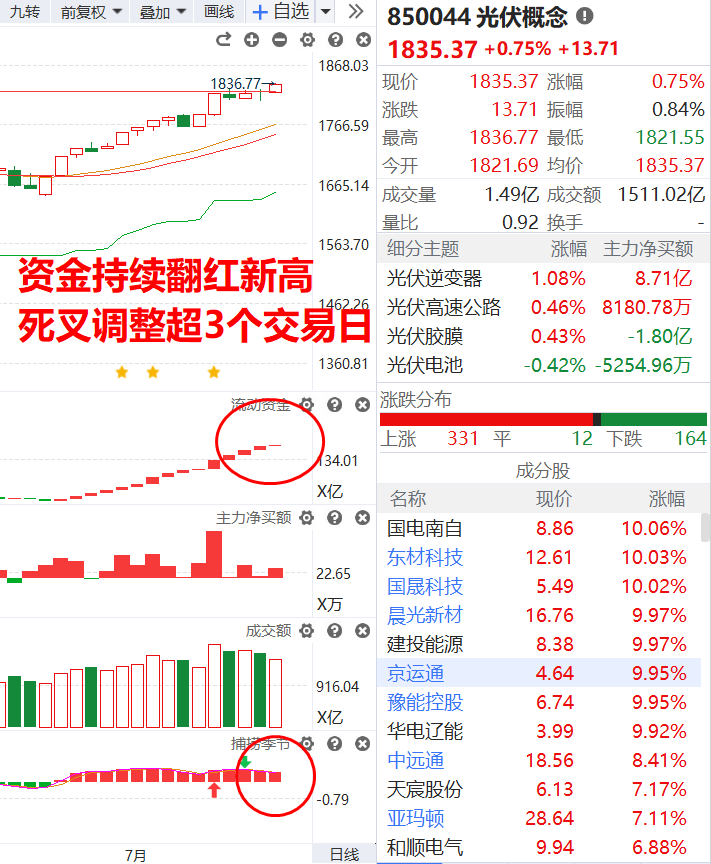 九转 前复权 叠加 画线 自选
1868.03
1836.77
1766.59
1665.14
1563.70
资金持续翻红新高
1462.26
死叉调整超3个交易日
1360.81
流动资金
134.01
X亿
主力净买额
22.65
X万
成交额
916.04
X亿
捕捞季节
-0.79
7月 日线
850044 光伏概念
1835.37 +0.75% +13.71
现价 1835.37 涨幅 0.75%
涨跌 13.71 振幅 0.84%
最高 1836.77 最低 1821.55
今开 1821.69 均价 1835.37
成交量 1.49亿 成交额 1511.02亿
量比 0.92 换手 -
细分主题 涨幅 主力净买额
光伏逆变器 1.08% 8.71亿
光伏高速公路 0.46% 8180.78万
光伏胶膜 0.43% -1.80亿
光伏电池 -0.42% -5254.96万
涨跌分布
上涨 331 平 12 下跌 164
成分股
名称 现价 涨幅
国电南自 8.86 10.06%
东材科技 12.61 10.03%
国晟科技 5.49 10.02%
晨光新材 16.76 9.97%
建投能源 8.38 9.97%
京运通 4.64 9.95%
豫能控股 6.74 9.95%
华电辽能 3.99 9.92%
中远通 18.56 8.41%
天宸股份 6.13 7.17%
亚玛顿 28.64 7.11%
和顺电气 9.94 6.88%